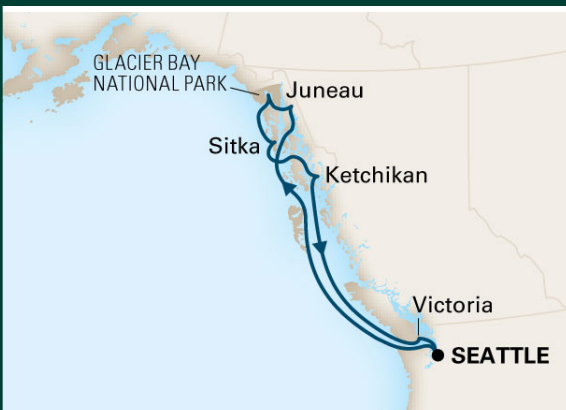 GLACIER BAY
NATIONAL PARK
Juneau
Sitka
Ketchikan
Victoria
SEATTLE